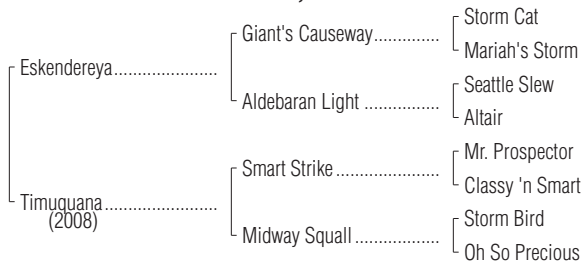 Storm Cat
Giant's Causeway..............
Mariah's Storm
Eskendereya......................
Seattle Slew
Aldebaran Light ................
Altair
Mr. Prospector
Smart Strike ......................
Classy 'n Smart
Timuquana........................
(2008)
Storm Bird
Midway Squall ..................
Oh So Precious